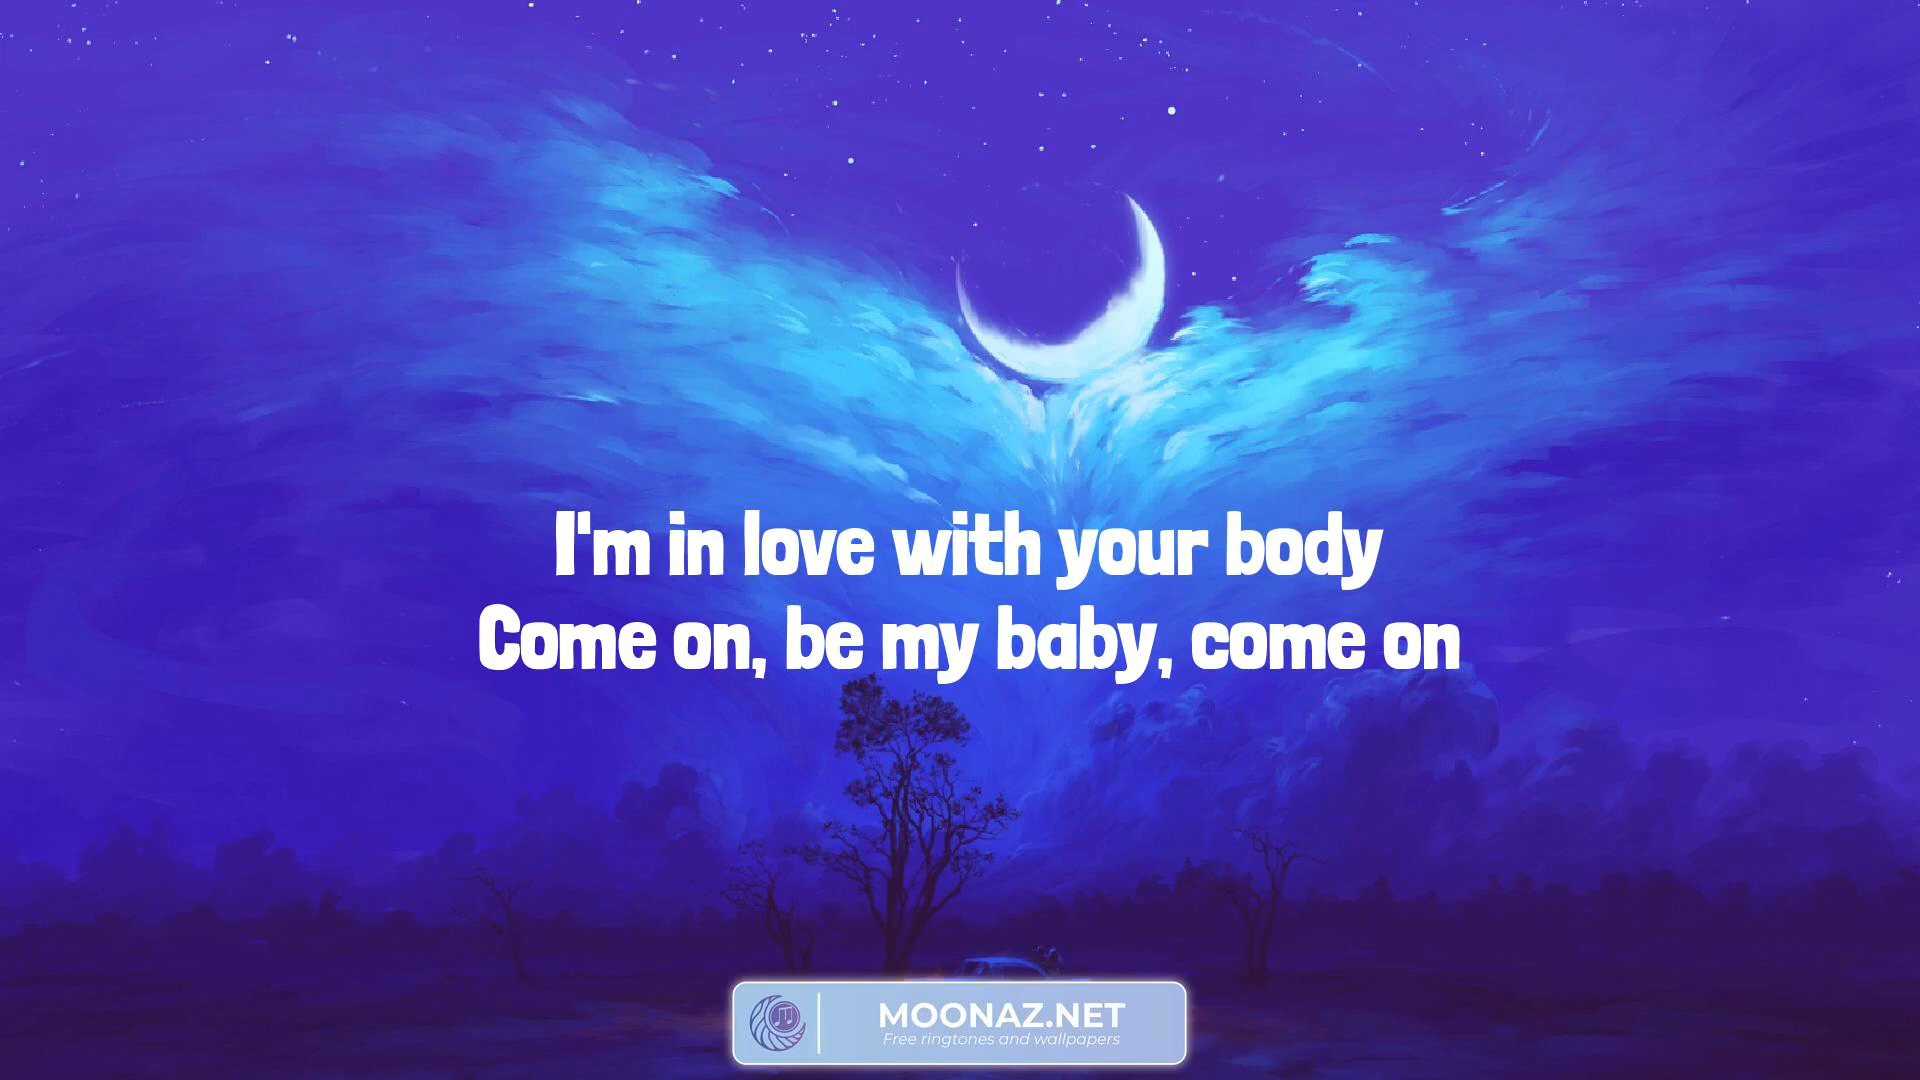 I'm in love with your body
Come on, be my baby, come on
MOONAZ.NET
Free ringtones and wallpapers